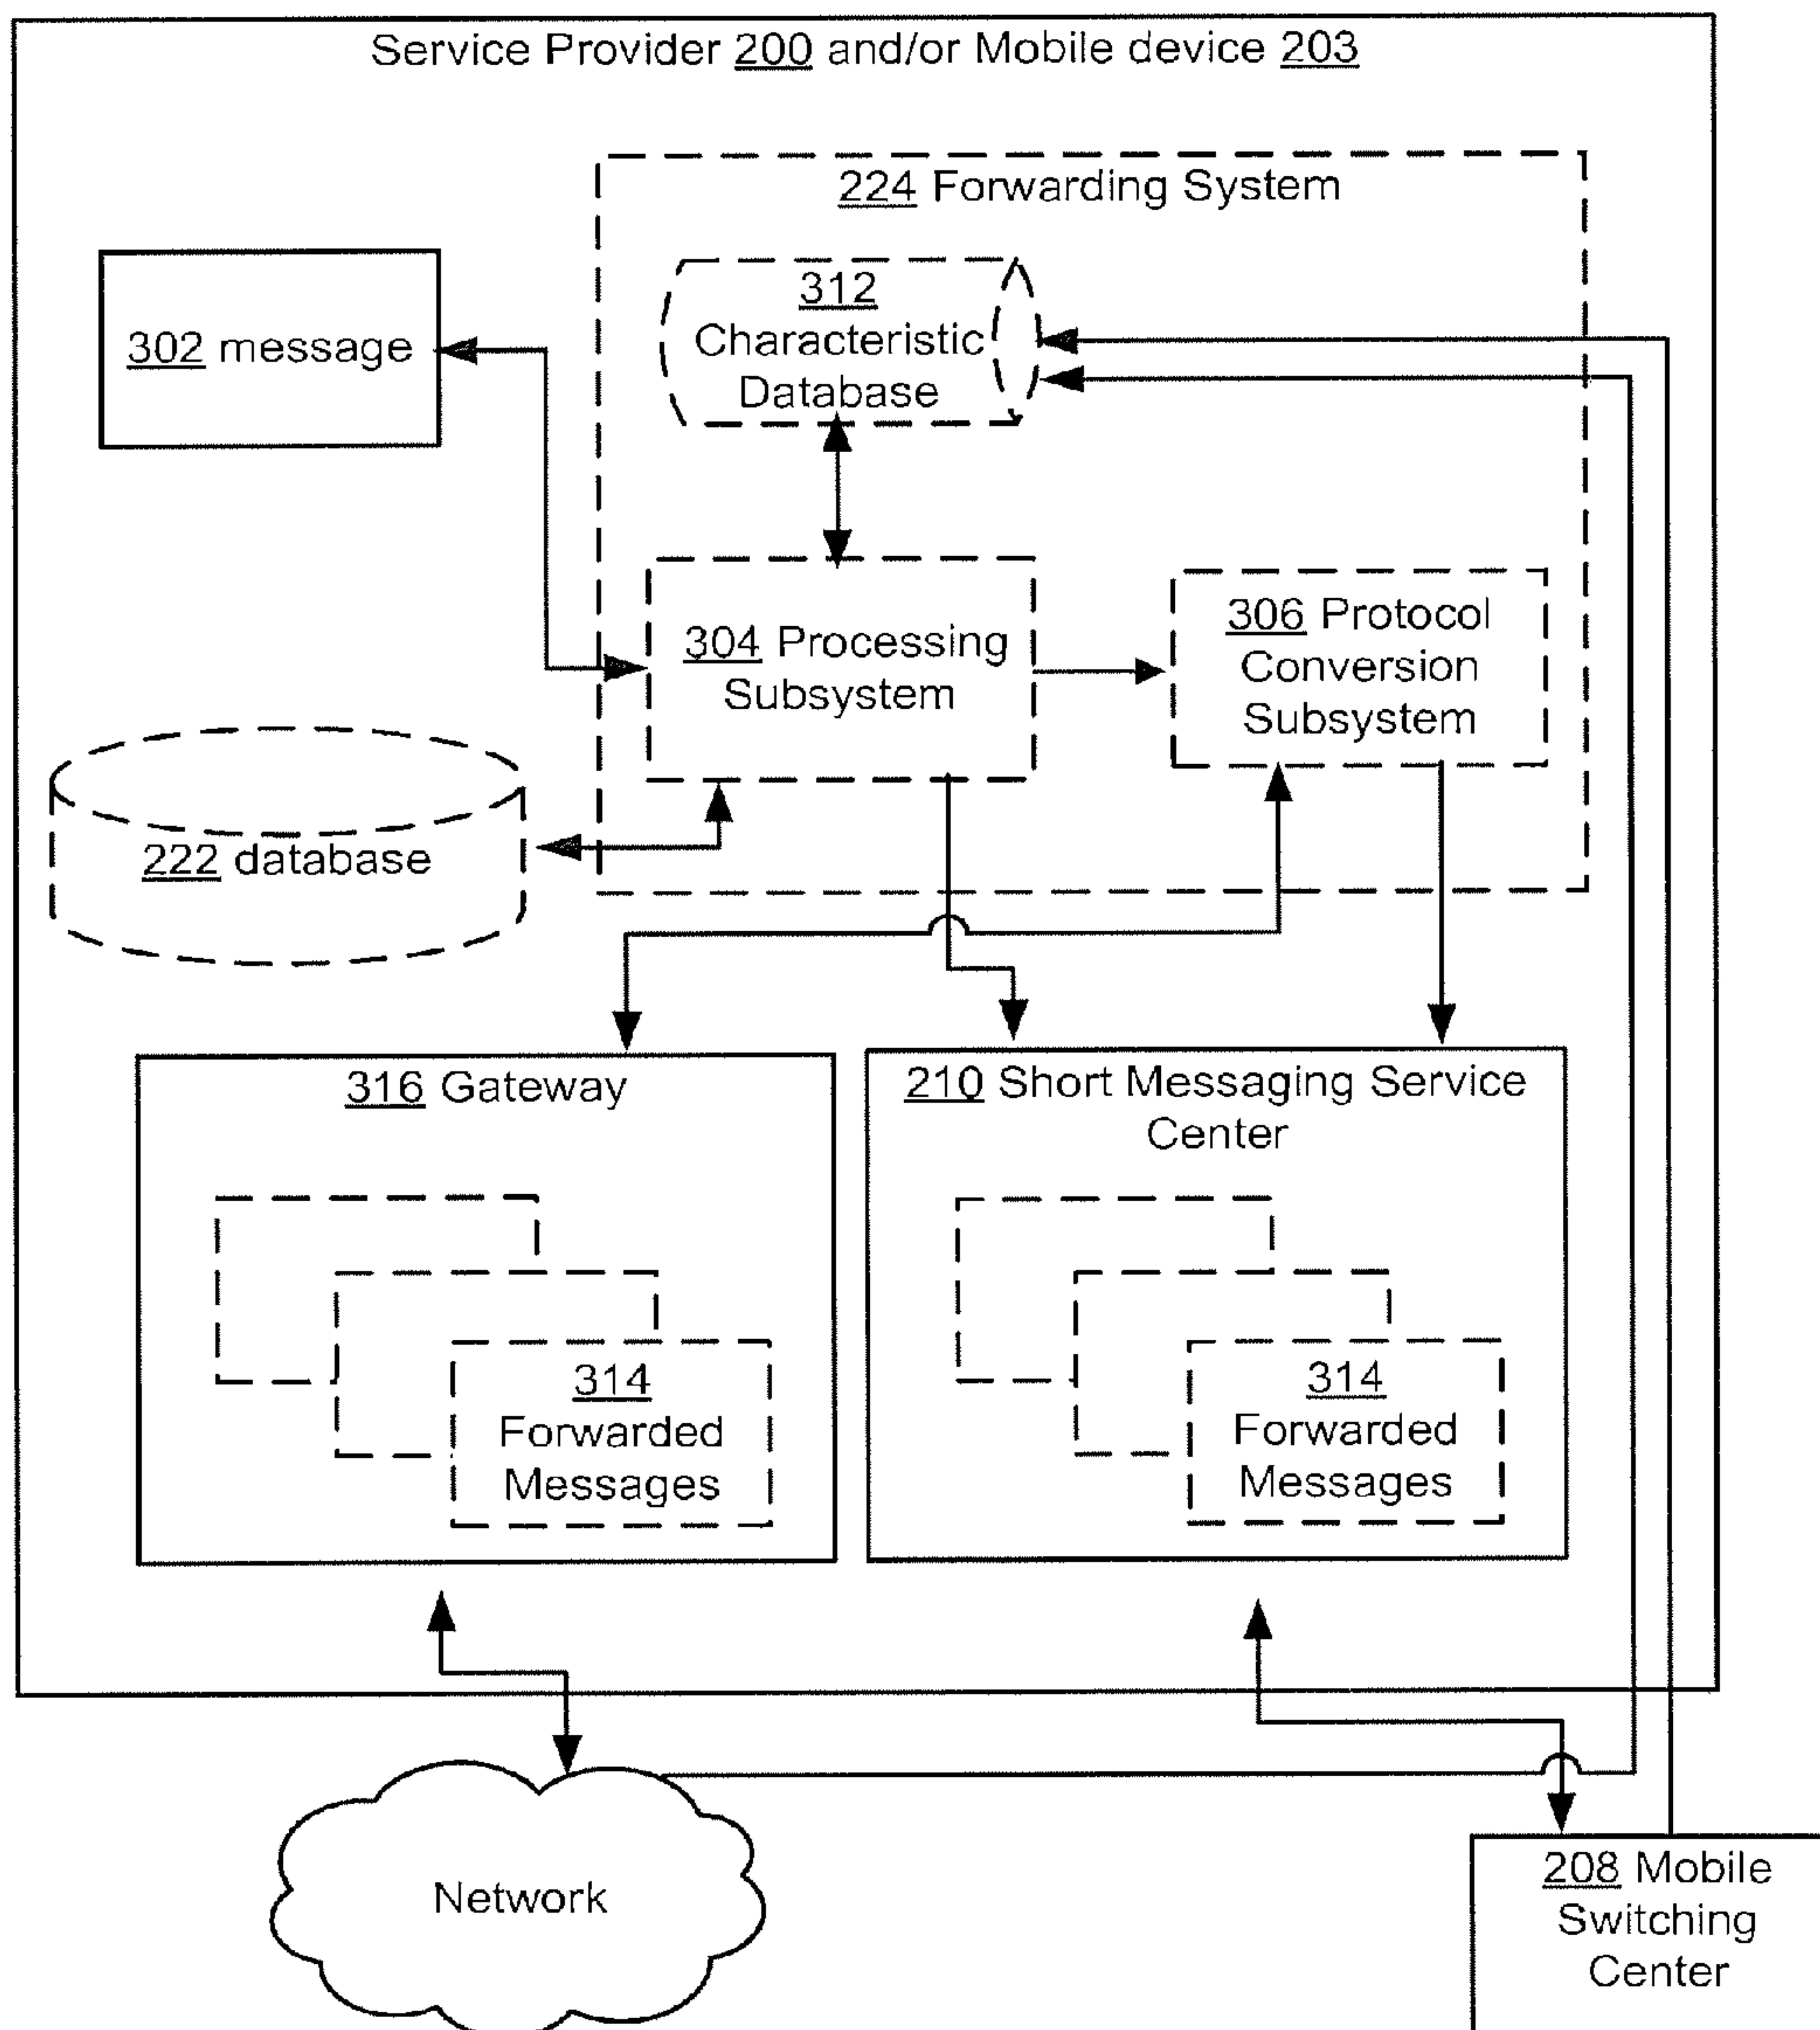 Service Provider 200 and/or Mobile device 203
224 Forwarding System
302 message
312
Characteristic
Database
304 Processing
Subsystem
306 Protocol
Conversion
Subsystem
222 database
316 Gateway
314
Forwarded
Messages
210 Short Messaging Service
Center
314
Forwarded
Messages
Network
208 Mobile
Switching
Center